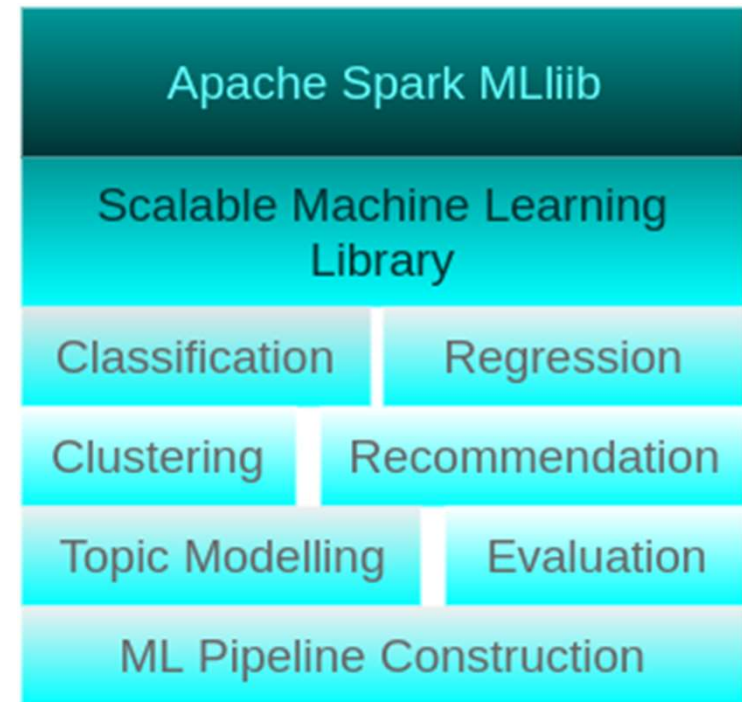 Apache Spark MLliib
Scalable Machine Learning
Library
Classification
Regression
Clustering
Recommendation
Topic Modelling
Evaluation
ML Pipeline Construction